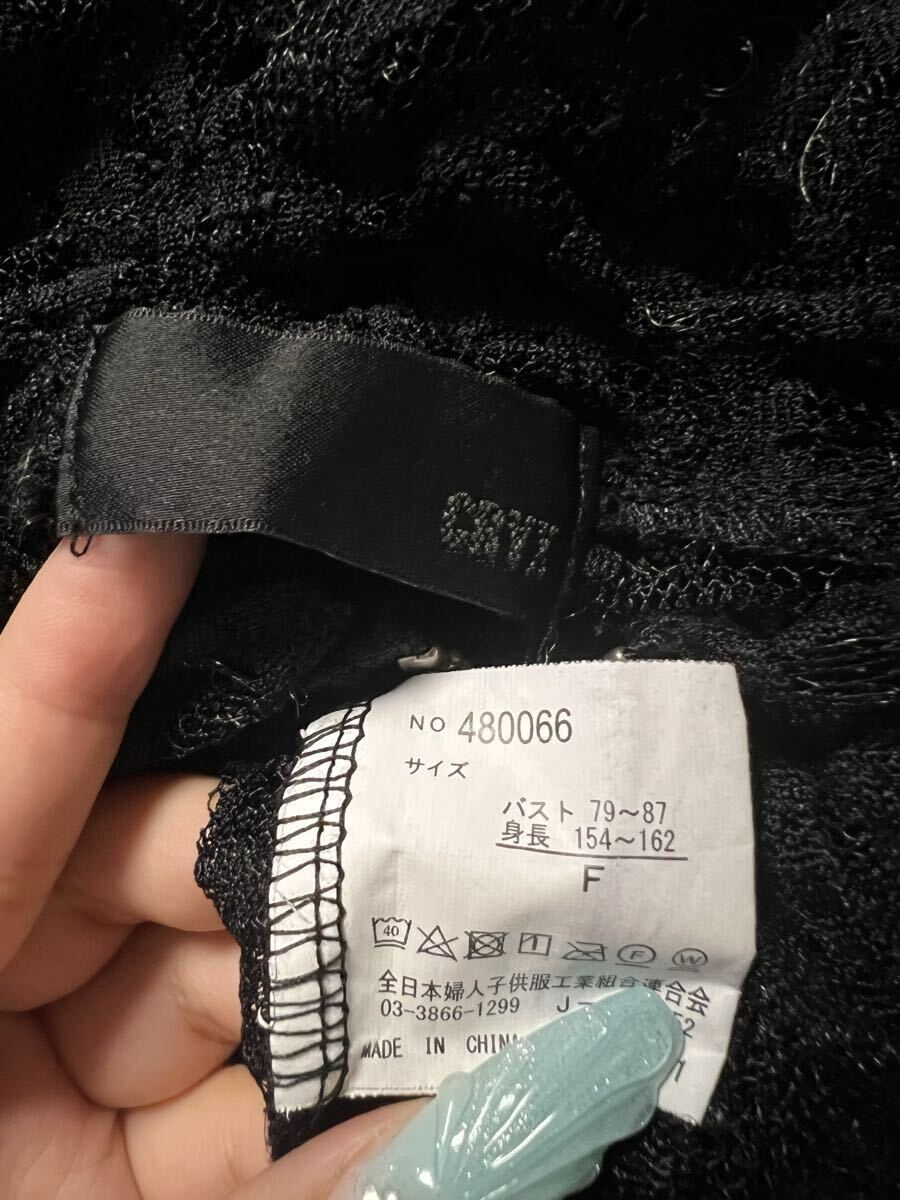 NO 480066
サイズ
バスト 79～87
身長 154～162
F
40
F
W
全日本婦人子供服工業組合連合会
03-3866-1299 J-
MADE IN CHINA